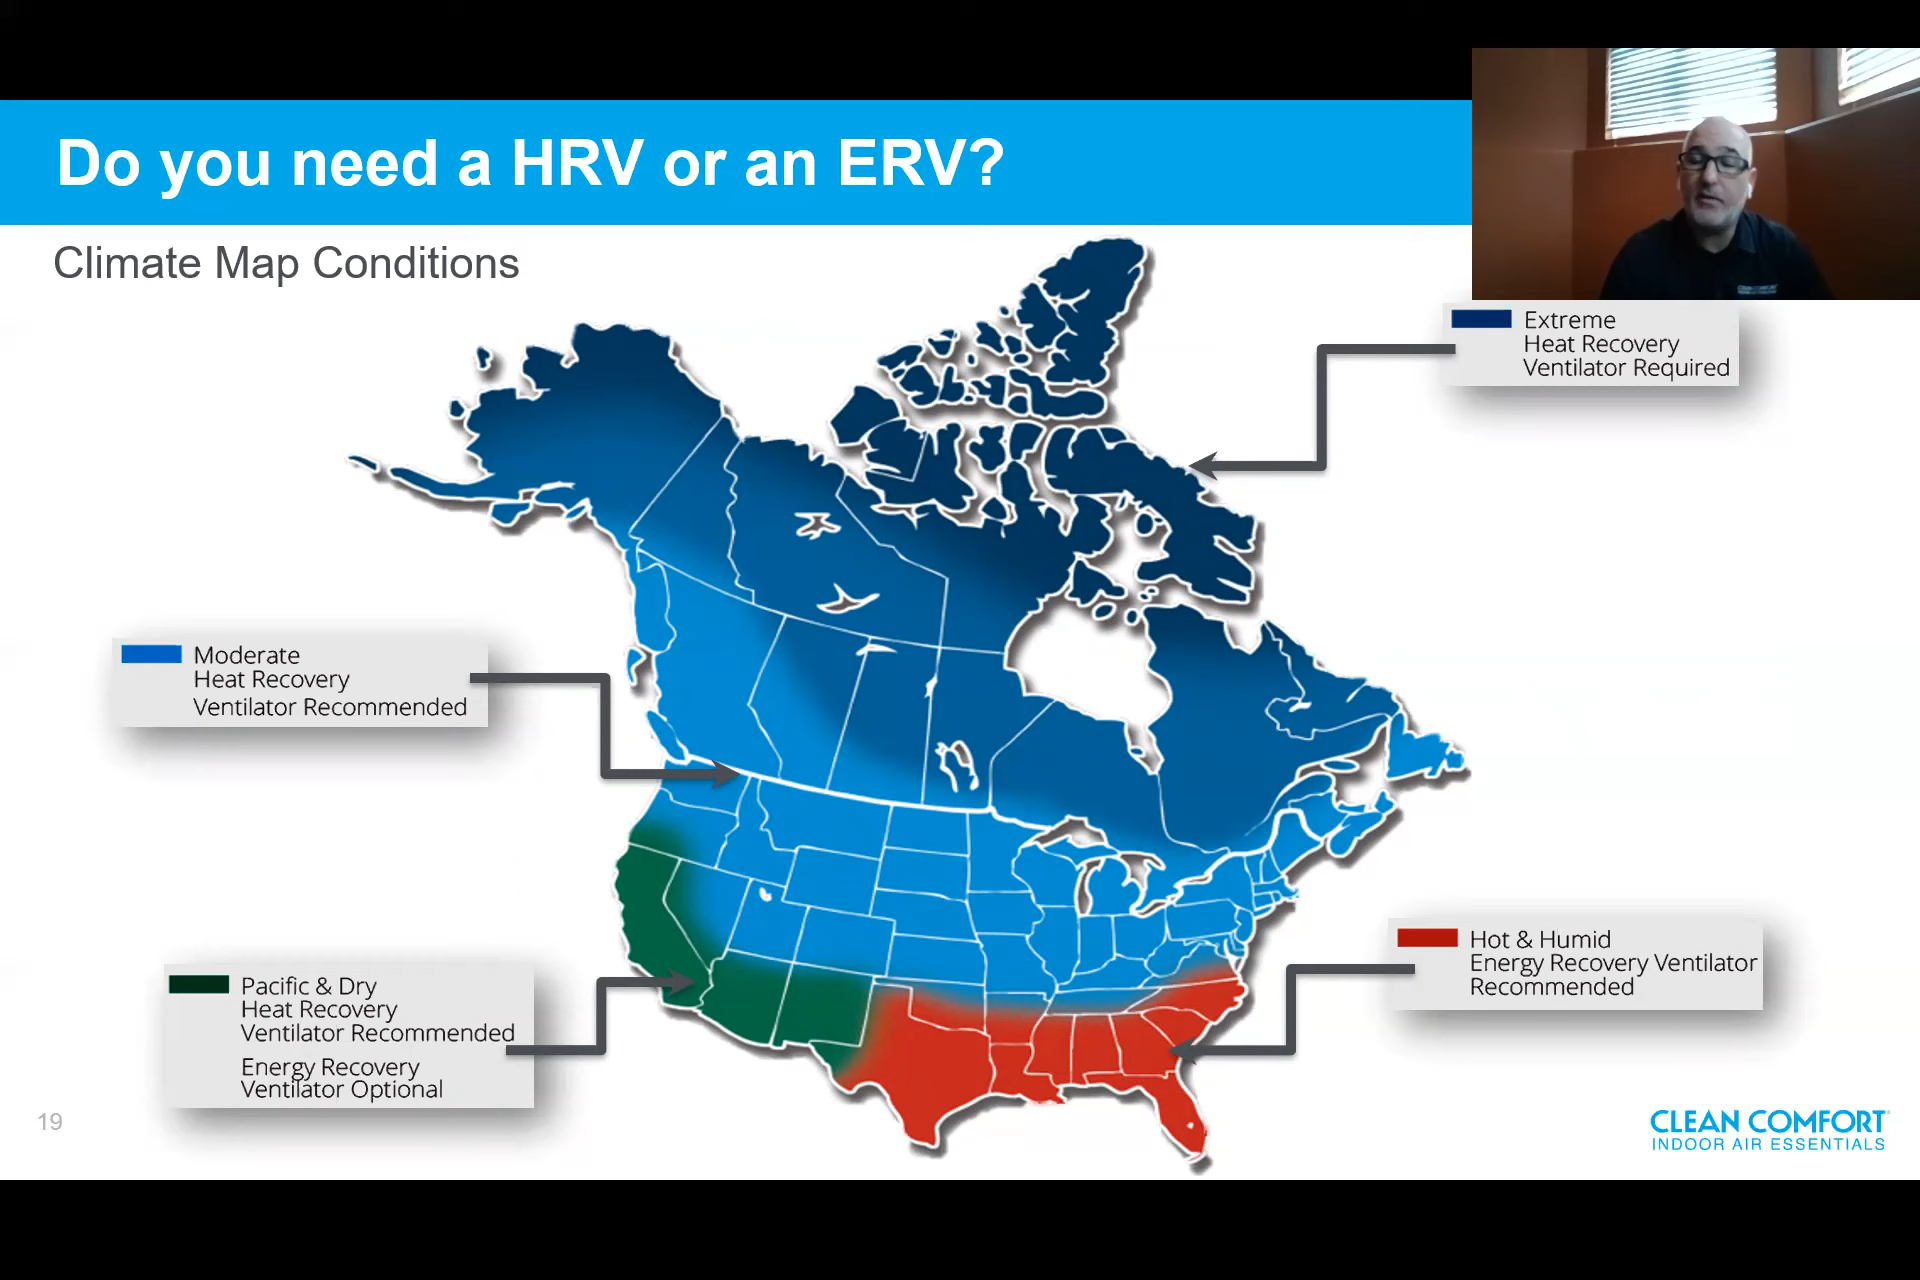 Do you need a HRV or an ERV?
Climate Map Conditions
Extreme
Heat Recovery
Ventilator Required
Moderate
Heat Recovery
Ventilator Recommended
Pacific & Dry
Heat Recovery
Ventilator Recommended
Energy Recovery
Ventilator Optional
Hot & Humid
Energy Recovery Ventilator
Recommended
19
CLEAN COMFORT
INDOOR AIR ESSENTIALS
CLEAN COMFORT